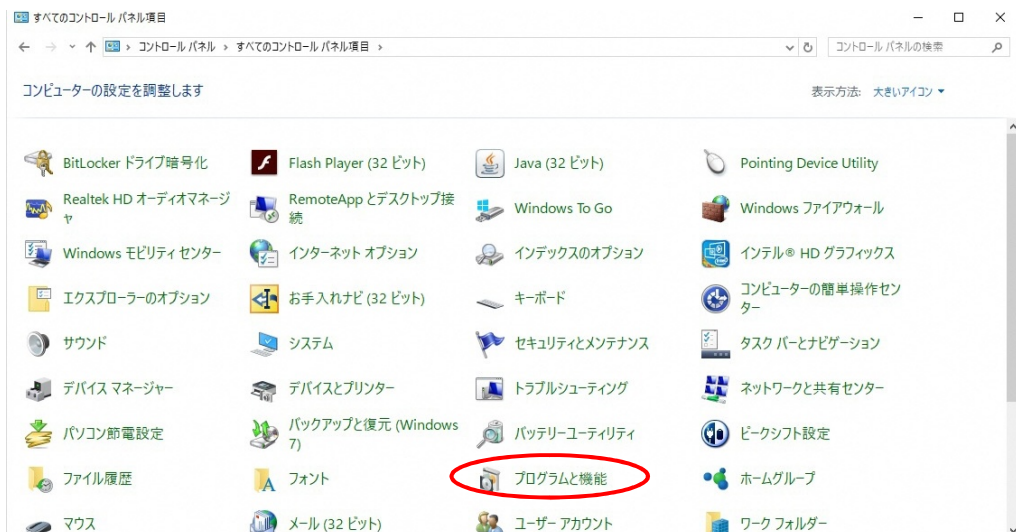 すべてのコントロール パネル項目
コントロール パネル › すべてのコントロール パネル項目 ›
コントロール パネルの検索
コンピューターの設定を調整します
表示方法: 大きいアイコン
BitLocker ドライブ暗号化
Flash Player (32 ビット)
Java (32 ビット)
Pointing Device Utility
Realtek HD オーディオマネージ
ャ
RemoteApp とデスクトップ接
続
Windows To Go
Windows ファイアウォール
Windows モビリティ センター
インターネット オプション
インデックスのオプション
インテル® HD グラフィックス
エクスプローラーのオプション
お手入れナビ (32 ビット)
キーボード
コンピューターの簡単操作セン
ター
サウンド
システム
セキュリティとメンテナンス
タスク バーとナビゲーション
デバイス マネージャー
デバイスとプリンター
トラブルシューティング
ネットワークと共有センター
パソコン節電設定
バックアップと復元 (Windows
7)
バッテリーユーティリティ
ピークシフト設定
ファイル履歴
フォント
プログラムと機能
ホームグループ
マウス
メール (32 ビット)
ユーザー アカウント
ワーク フォルダー